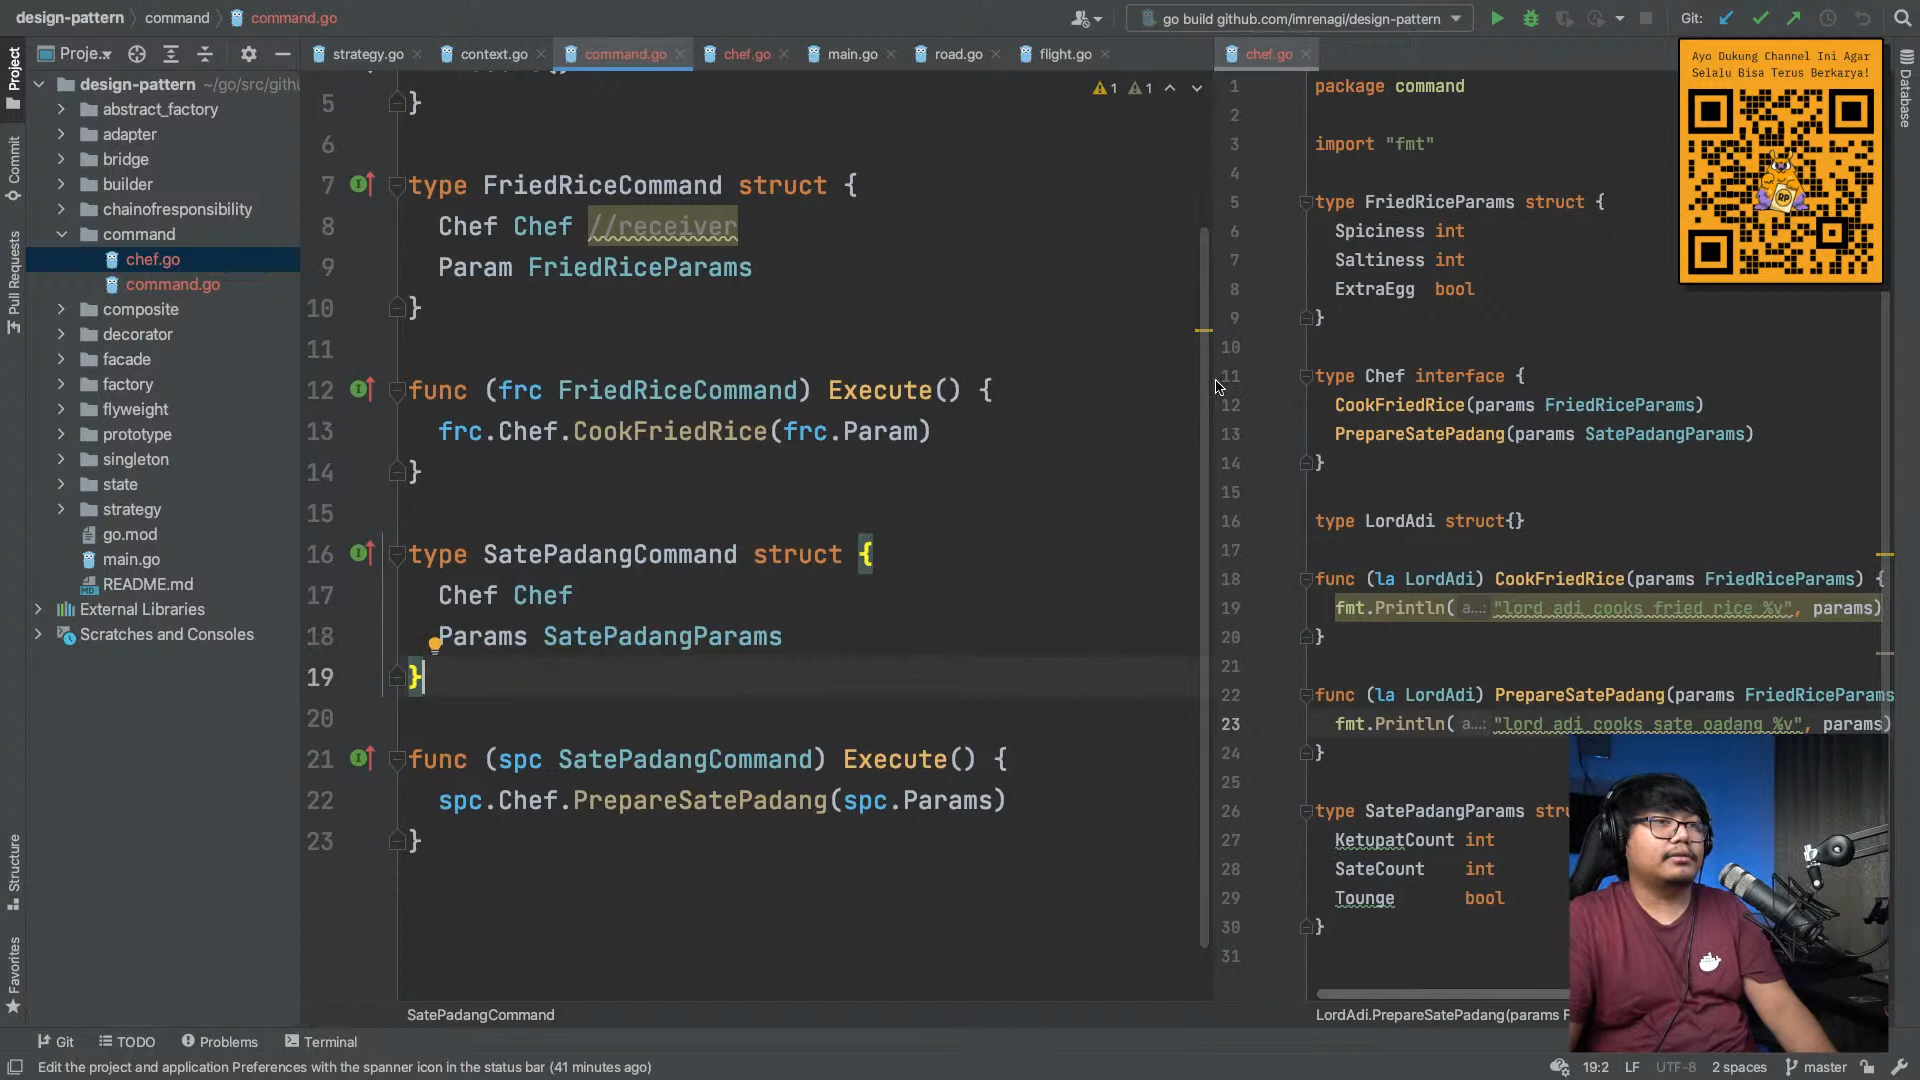 design-pattern command command.go
go build github.com/imrenagi/design-pattern
Git:
Proje...
strategy.go
context.go
command.go
chef.go
main.go
road.go
flight.go
chef.go
Project
Commit
Pull Requests
Structure
Favorites
Database
design-pattern ~/go/src/gith
abstract_factory
adapter
bridge
builder
chainofresponsibility
command
chef.go
command.go
composite
decorator
facade
factory
flyweight
prototype
singleton
state
strategy
go.mod
main.go
README.md
External Libraries
Scratches and Consoles
1 1
5 }
6
7 type FriedRiceCommand struct {
8 Chef Chef //receiver
9 Param FriedRiceParams
10 }
11
12 func (frc FriedRiceCommand) Execute() {
13 frc.Chef.CookFriedRice(frc.Param)
14 }
15
16 type SatePadangCommand struct {
17 Chef Chef
18 Params SatePadangParams
19 }
20
21 func (spc SatePadangCommand) Execute() {
22 spc.Chef.PrepareSatePadang(spc.Params)
23 }
SatePadangCommand
1 package command
2
3 import "fmt"
4
5 type FriedRiceParams struct {
6 Spiciness int
7 Saltiness int
8 ExtraEgg bool
9 }
10
11 type Chef interface {
12 CookFriedRice(params FriedRiceParams)
13 PrepareSatePadang(params SatePadangParams)
14 }
15
16 type LordAdi struct{}
17
18 func (la LordAdi) CookFriedRice(params FriedRiceParams) {
19 fmt.Println( a...: "lord adi cooks fried rice %v", params)
20 }
21
22 func (la LordAdi) PrepareSatePadang(params FriedRiceParams
23 fmt.Println( a...: "lord adi cooks sate oadang %v", params)
24 }
25
26 type SatePadangParams stru
27 KetupatCount int
28 SateCount int
29 Tounge bool
30 }
31
LordAdi.PrepareSatePadang(params F
Ayo Dukung Channel Ini Agar
Selalu Bisa Terus Berkarya!
RP
Git
TODO
Problems
Terminal
Edit the project and application Preferences with the spanner icon in the status bar (41 minutes ago)
19:2 LF UTF-8 2 spaces master